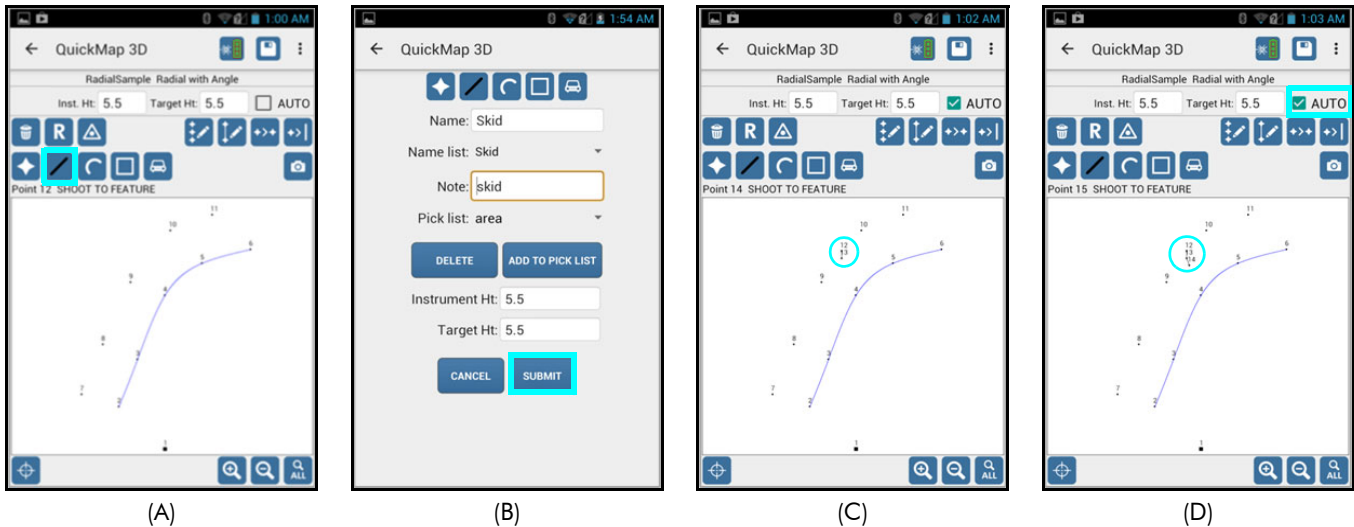 1:00 AM
QuickMap 3D
RadialSample Radial with Angle
Inst. Ht: 5.5 Target Ht: 5.5 AUTO
R
Point 12 SHOOT TO FEATURE
11
10
6
5
9
4
8
3
7
2
1
ALL
(A)
1:54 AM
QuickMap 3D
Name: Skid
Name list: Skid
Note: skid
Pick list: area
DELETE ADD TO PICK LIST
Instrument Ht: 5.5
Target Ht: 5.5
CANCEL SUBMIT
(B)
1:02 AM
QuickMap 3D
RadialSample Radial with Angle
Inst. Ht: 5.5 Target Ht: 5.5 AUTO
R
Point 14 SHOOT TO FEATURE
11
10
12
13
6
5
9
4
8
3
7
2
1
ALL
(C)
1:03 AM
QuickMap 3D
RadialSample Radial with Angle
Inst. Ht: 5.5 Target Ht: 5.5 AUTO
R
Point 15 SHOOT TO FEATURE
11
10
12
13
14
6
5
9
4
8
3
7
2
1
ALL
(D)